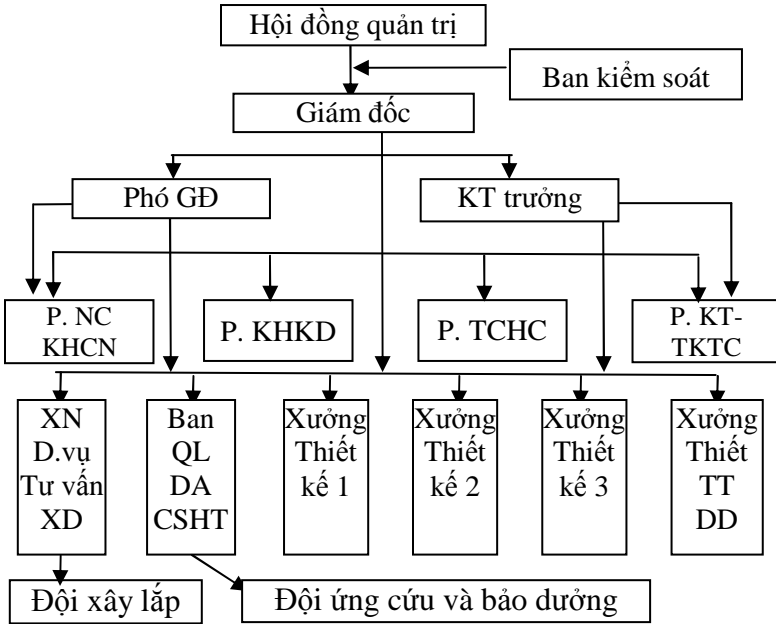 Hội đồng quản trị
Ban kiểm soát
Giám đốc
Phó GĐ
KT trưởng
P. NC
KHCN
P. KHKD
P. TCHC
P. KT-
TKTC
XN
D.vụ
Tư vấn
XD
Ban
QL
DA
CSHT
Xưởng
Thiết
kế 1
Xưởng
Thiết
kế 2
Xưởng
Thiết
kế 3
Xưởng
Thiết
TT
DD
Đội xây lắp
Đội ứng cứu và bảo dưởng